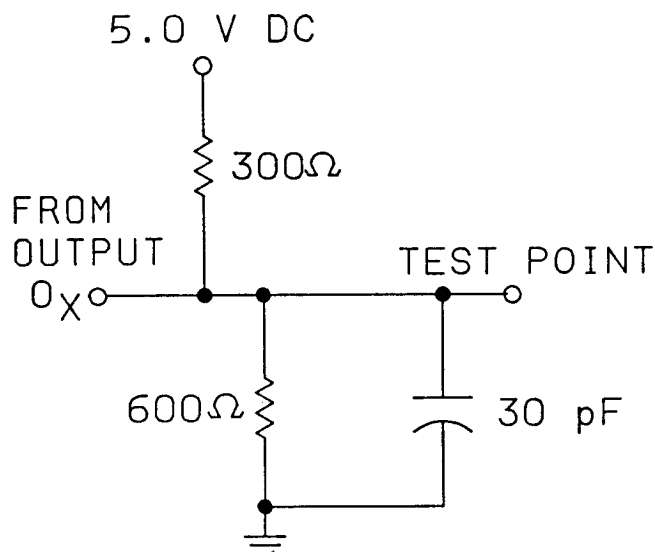 5.0 V DC
300Ω
FROM
OUTPUT
OX
TEST POINT
600Ω
30 pF